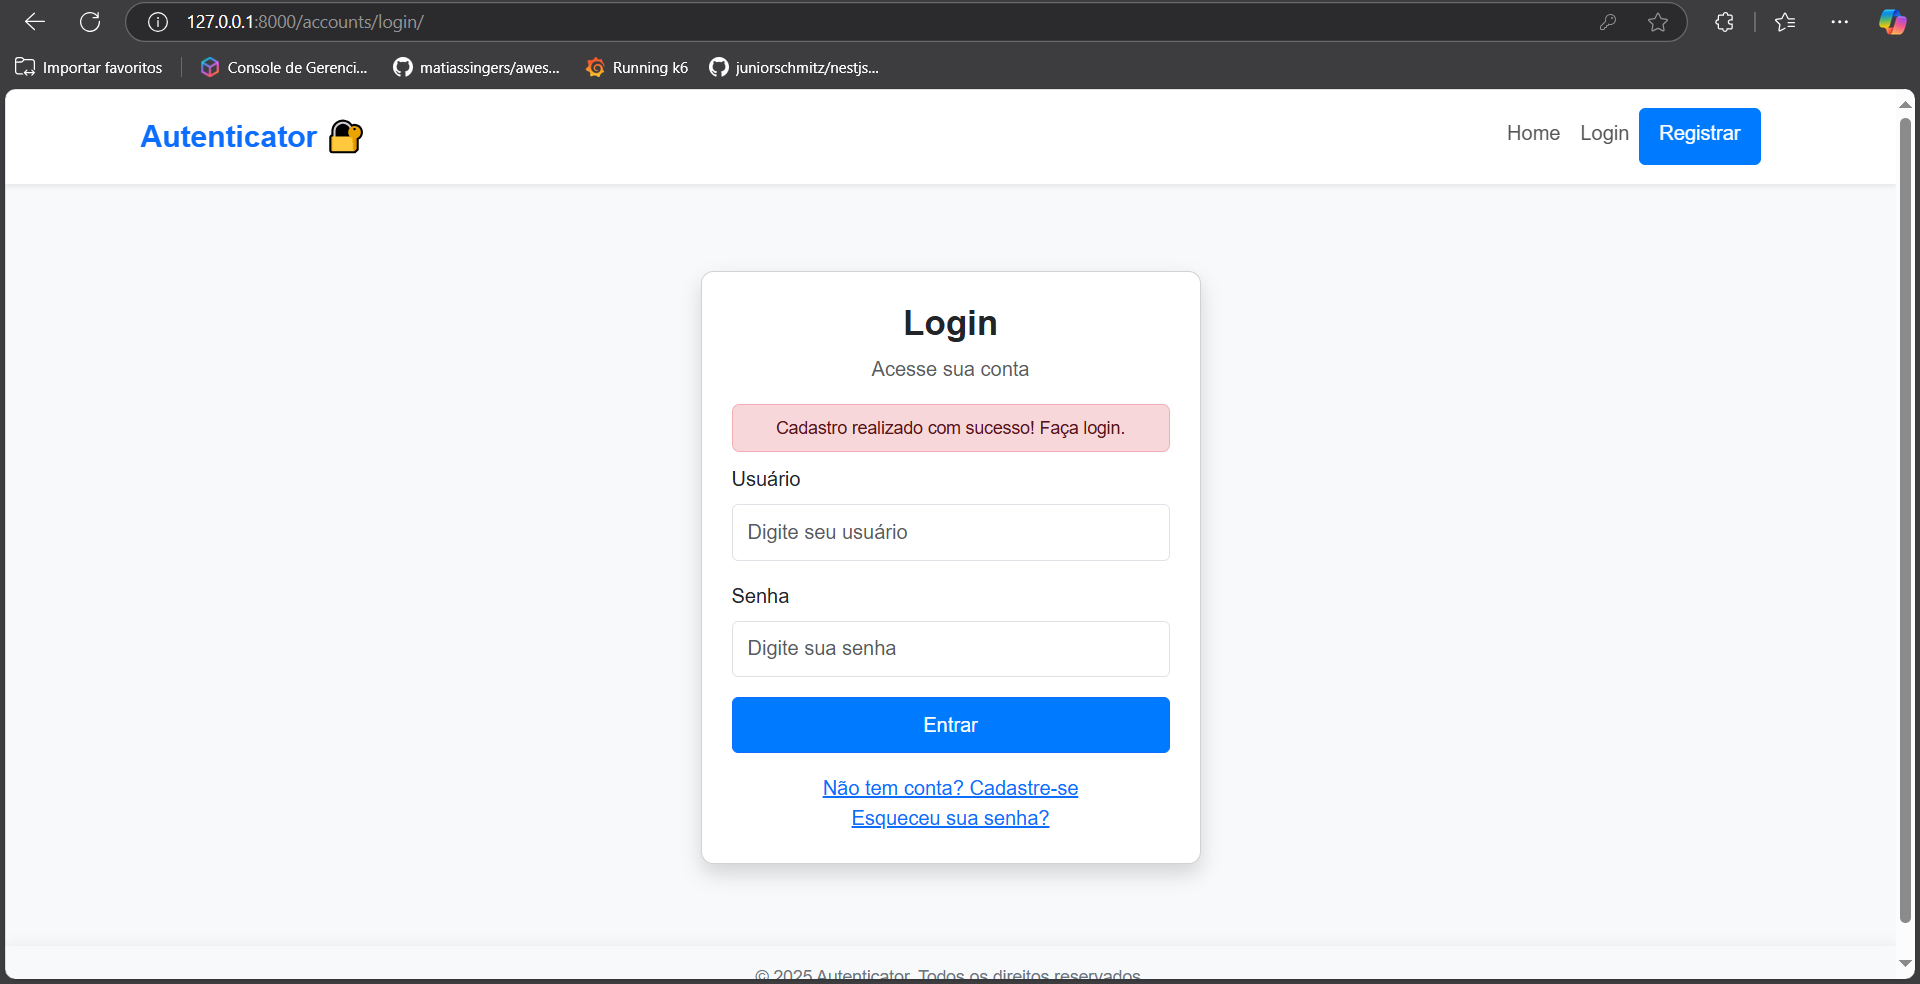 127.0.0.1:8000/accounts/login/
Importar favoritos
Console de Gerenci...
matiassingers/awes...
Running k6
juniorschmitz/nestjs...
Autenticator
Home
Login
Registrar
Login
Acesse sua conta
Cadastro realizado com sucesso! Faça login.
Usuário
Digite seu usuário
Senha
Digite sua senha
Entrar
Não tem conta? Cadastre-se
Esqueceu sua senha?
© 2025 Autenticator. Todos os direitos reservados.